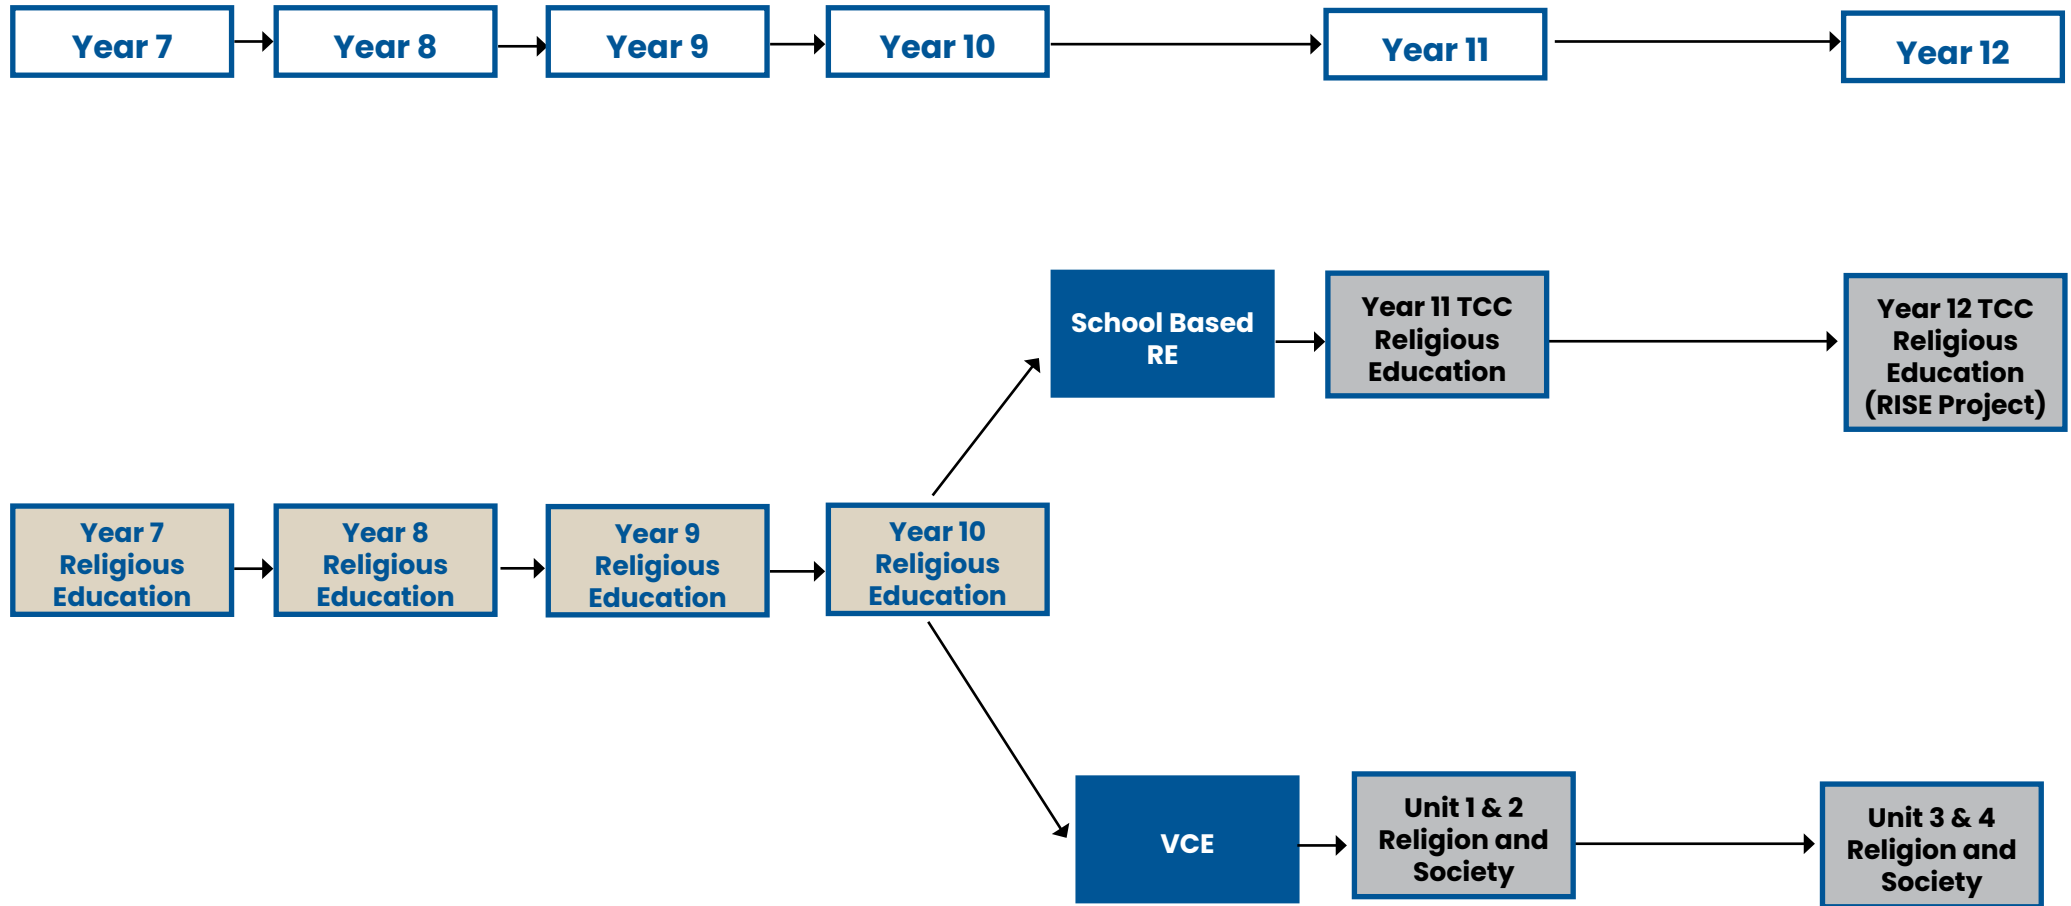 Year 7
Year 8
Year 9
Year 10
Year 11
Year 12
School Based
RE
Year 11 TCC
Religious
Education
Year 12 TCC
Religious
Education
(RISE Project)
Year 7
Religious
Education
Year 8
Religious
Education
Year 9
Religious
Education
Year 10
Religious
Education
VCE
Unit 1 & 2
Religion and
Society
Unit 3 & 4
Religion and
Society